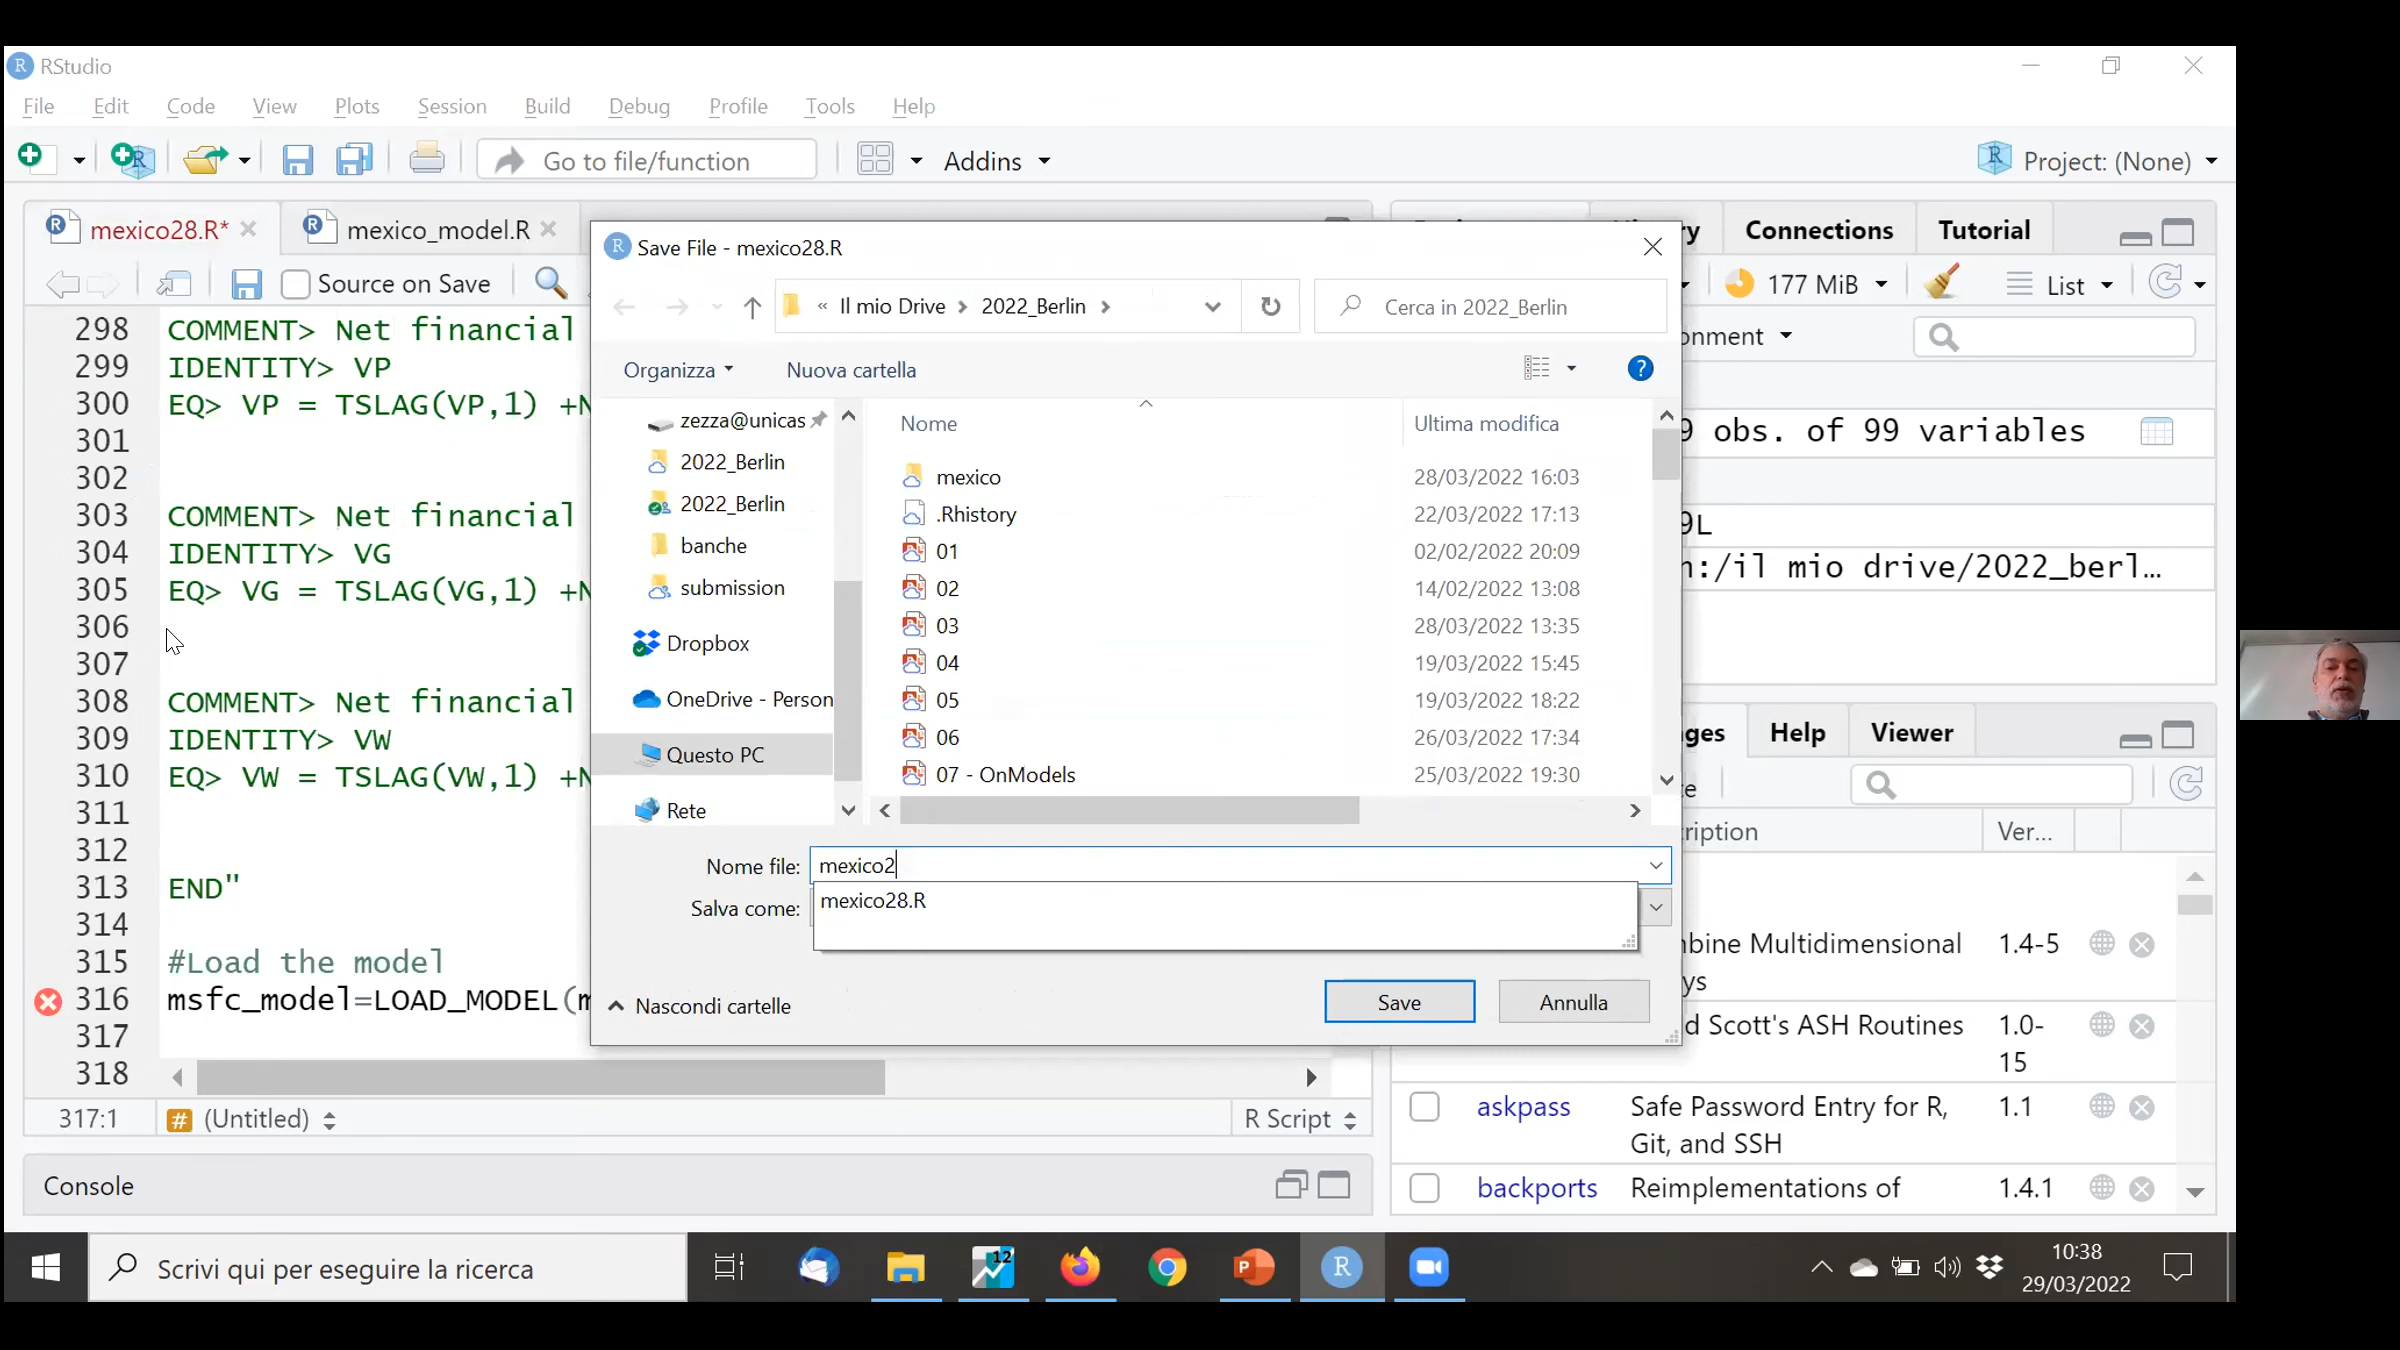 RStudio
File Edit Code View Plots Session Build Debug Profile Tools Help
Go to file/function Addins Project: (None)
mexico28.R* mexico_model.R
Source on Save
298 COMMENT> Net financial
299 IDENTITY> VP
300 EQ> VP = TSLAG(VP,1) +N
301
302
303 COMMENT> Net financial
304 IDENTITY> VG
305 EQ> VG = TSLAG(VG,1) +N
306
307
308 COMMENT> Net financial
309 IDENTITY> VW
310 EQ> VW = TSLAG(VW,1) +N
311
312
313 END"
314
315 #Load the model
316 msfc_model=LOAD_MODEL(m
317
318
317:1 # (Untitled) R Script
Console
Save File - mexico28.R
« Il mio Drive 2022_Berlin Cerca in 2022_Berlin
Organizza Nuova cartella
zezza@unicas
2022_Berlin
2022_Berlin
banche
submission
Dropbox
OneDrive - Person
Questo PC
Rete
Nome Ultima modifica
mexico 28/03/2022 16:03
.Rhistory 22/03/2022 17:13
01 02/02/2022 20:09
02 14/02/2022 13:08
03 28/03/2022 13:35
04 19/03/2022 15:45
05 19/03/2022 18:22
06 26/03/2022 17:34
07 - OnModels 25/03/2022 19:30
Nome file: mexico2
mexico28.R
Salva come:
Nascondi cartelle Save Annulla
Connections Tutorial
177 MiB List
onment
9 obs. of 99 variables
9L
n:/il mio drive/2022_berl…
ges Help Viewer
ription Ver...
bine Multidimensional 1.4-5
ys
d Scott's ASH Routines 1.0-
15
askpass Safe Password Entry for R, 1.1
Git, and SSH
backports Reimplementations of 1.4.1
Scrivi qui per eseguire la ricerca
12
10:38
29/03/2022